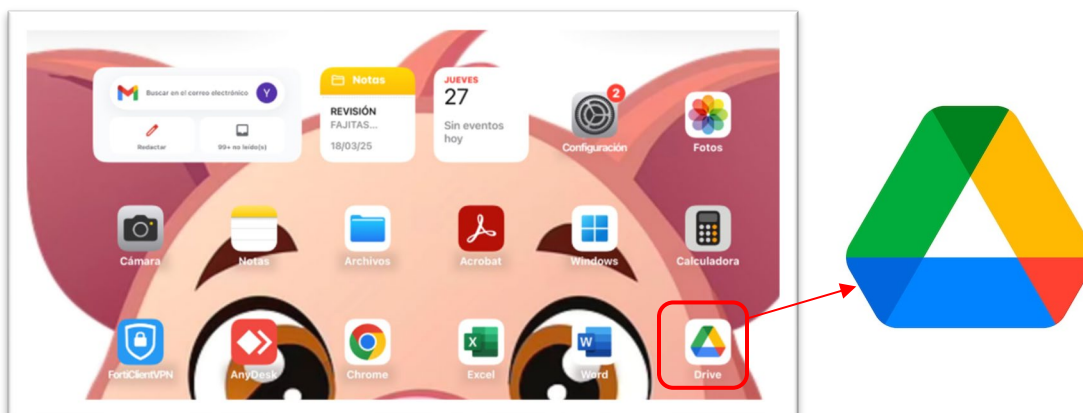 Buscar en el correo electrónico
Y
Redactar
99+ no leído(s)
Notas
REVISIÓN
FAJITAS...
18/03/25
JUEVES
27
Sin eventos
hoy
2
Configuración
Fotos
Cámara
Notas
Archivos
Acrobat
Windows
Calculadora
FortiClientVPN
AnyDesk
Chrome
X
Excel
W
Word
Drive